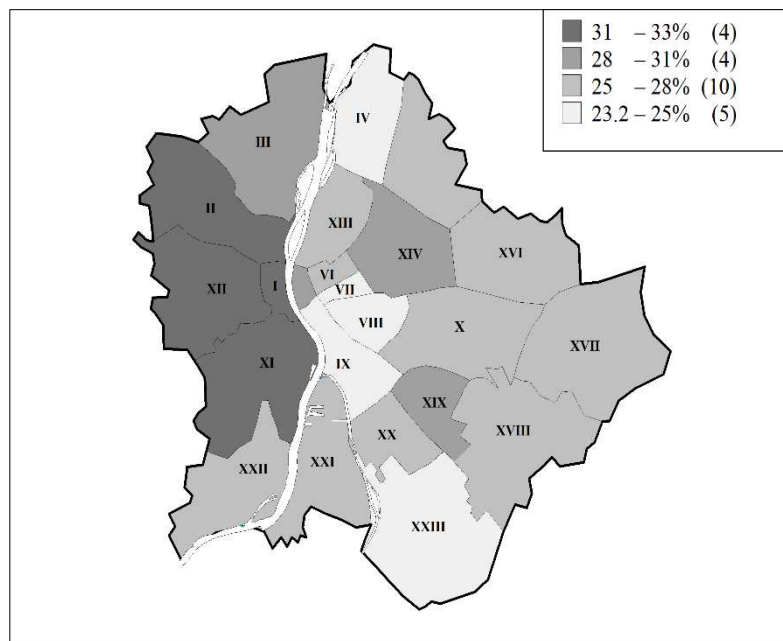 31 – 33% (4)
28 – 31% (4)
25 – 28% (10)
23.2 – 25% (5)
IV
III
II
XIII
XIV
XVI
VI
VII
XII
I
VIII
X
XVII
XI
IX
XIX
XX
XVIII
XXII
XXI
XXIII